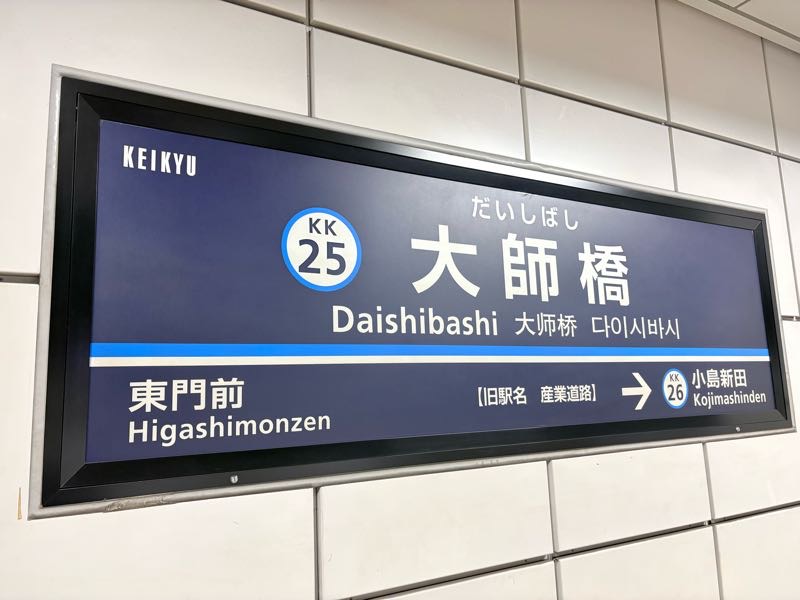 KEIKYU
だいしばし
KK
25
大師橋
Daishibashi 大师桥 다이시바시
東門前
Higashimonzen
【旧駅名 産業道路】
→
KK
26
小島新田
Kojimashinden